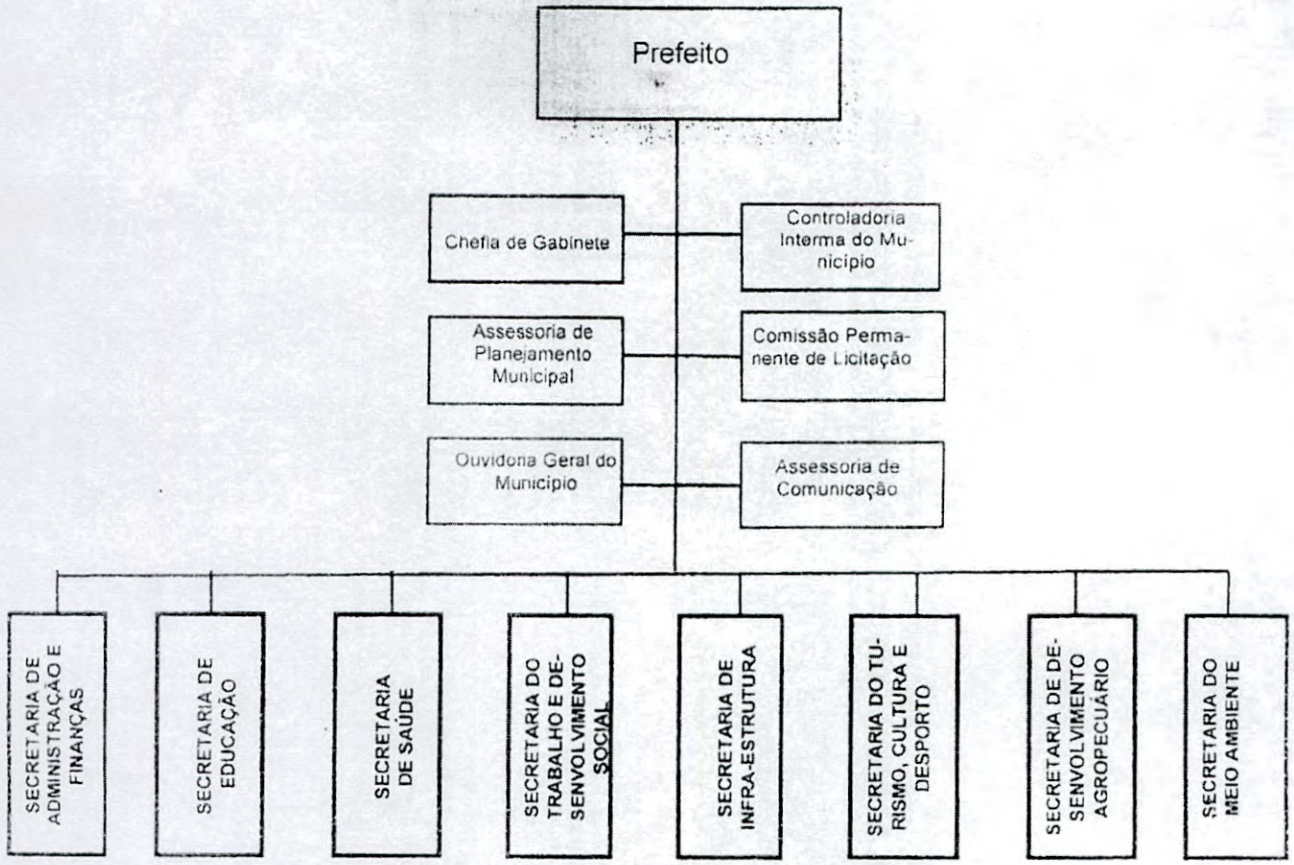 Prefeito
Chefia de Gabinete
Controladoria
Interma do Mu-
nicipio
Assessoria de
Planejamento
Municipal
Comissão Perma-
nente de Licitação
Ouvidoria Geral do
Município
Assessoria de
Comunicação
SECRETARIA DE
ADMINISTRAÇÃO E
FINANÇAS
SECRETARIA DE
EDUCAÇÃO
SECRETARIA
DE SAÚDE
SECRETARIA DO
TRABALHO E DE-
SENVOLVIMENTO
SOCIAL
SECRETARIA DE
INFRA-ESTRUTURA
SECRETARIA DO TU-
RISMO, CULTURA E
DESPORTO
SECRETARIA DE DE-
SENVOLVIMENTO
AGROPECUÁRIO
SECRETARIA DO
MEIO AMBIENTE